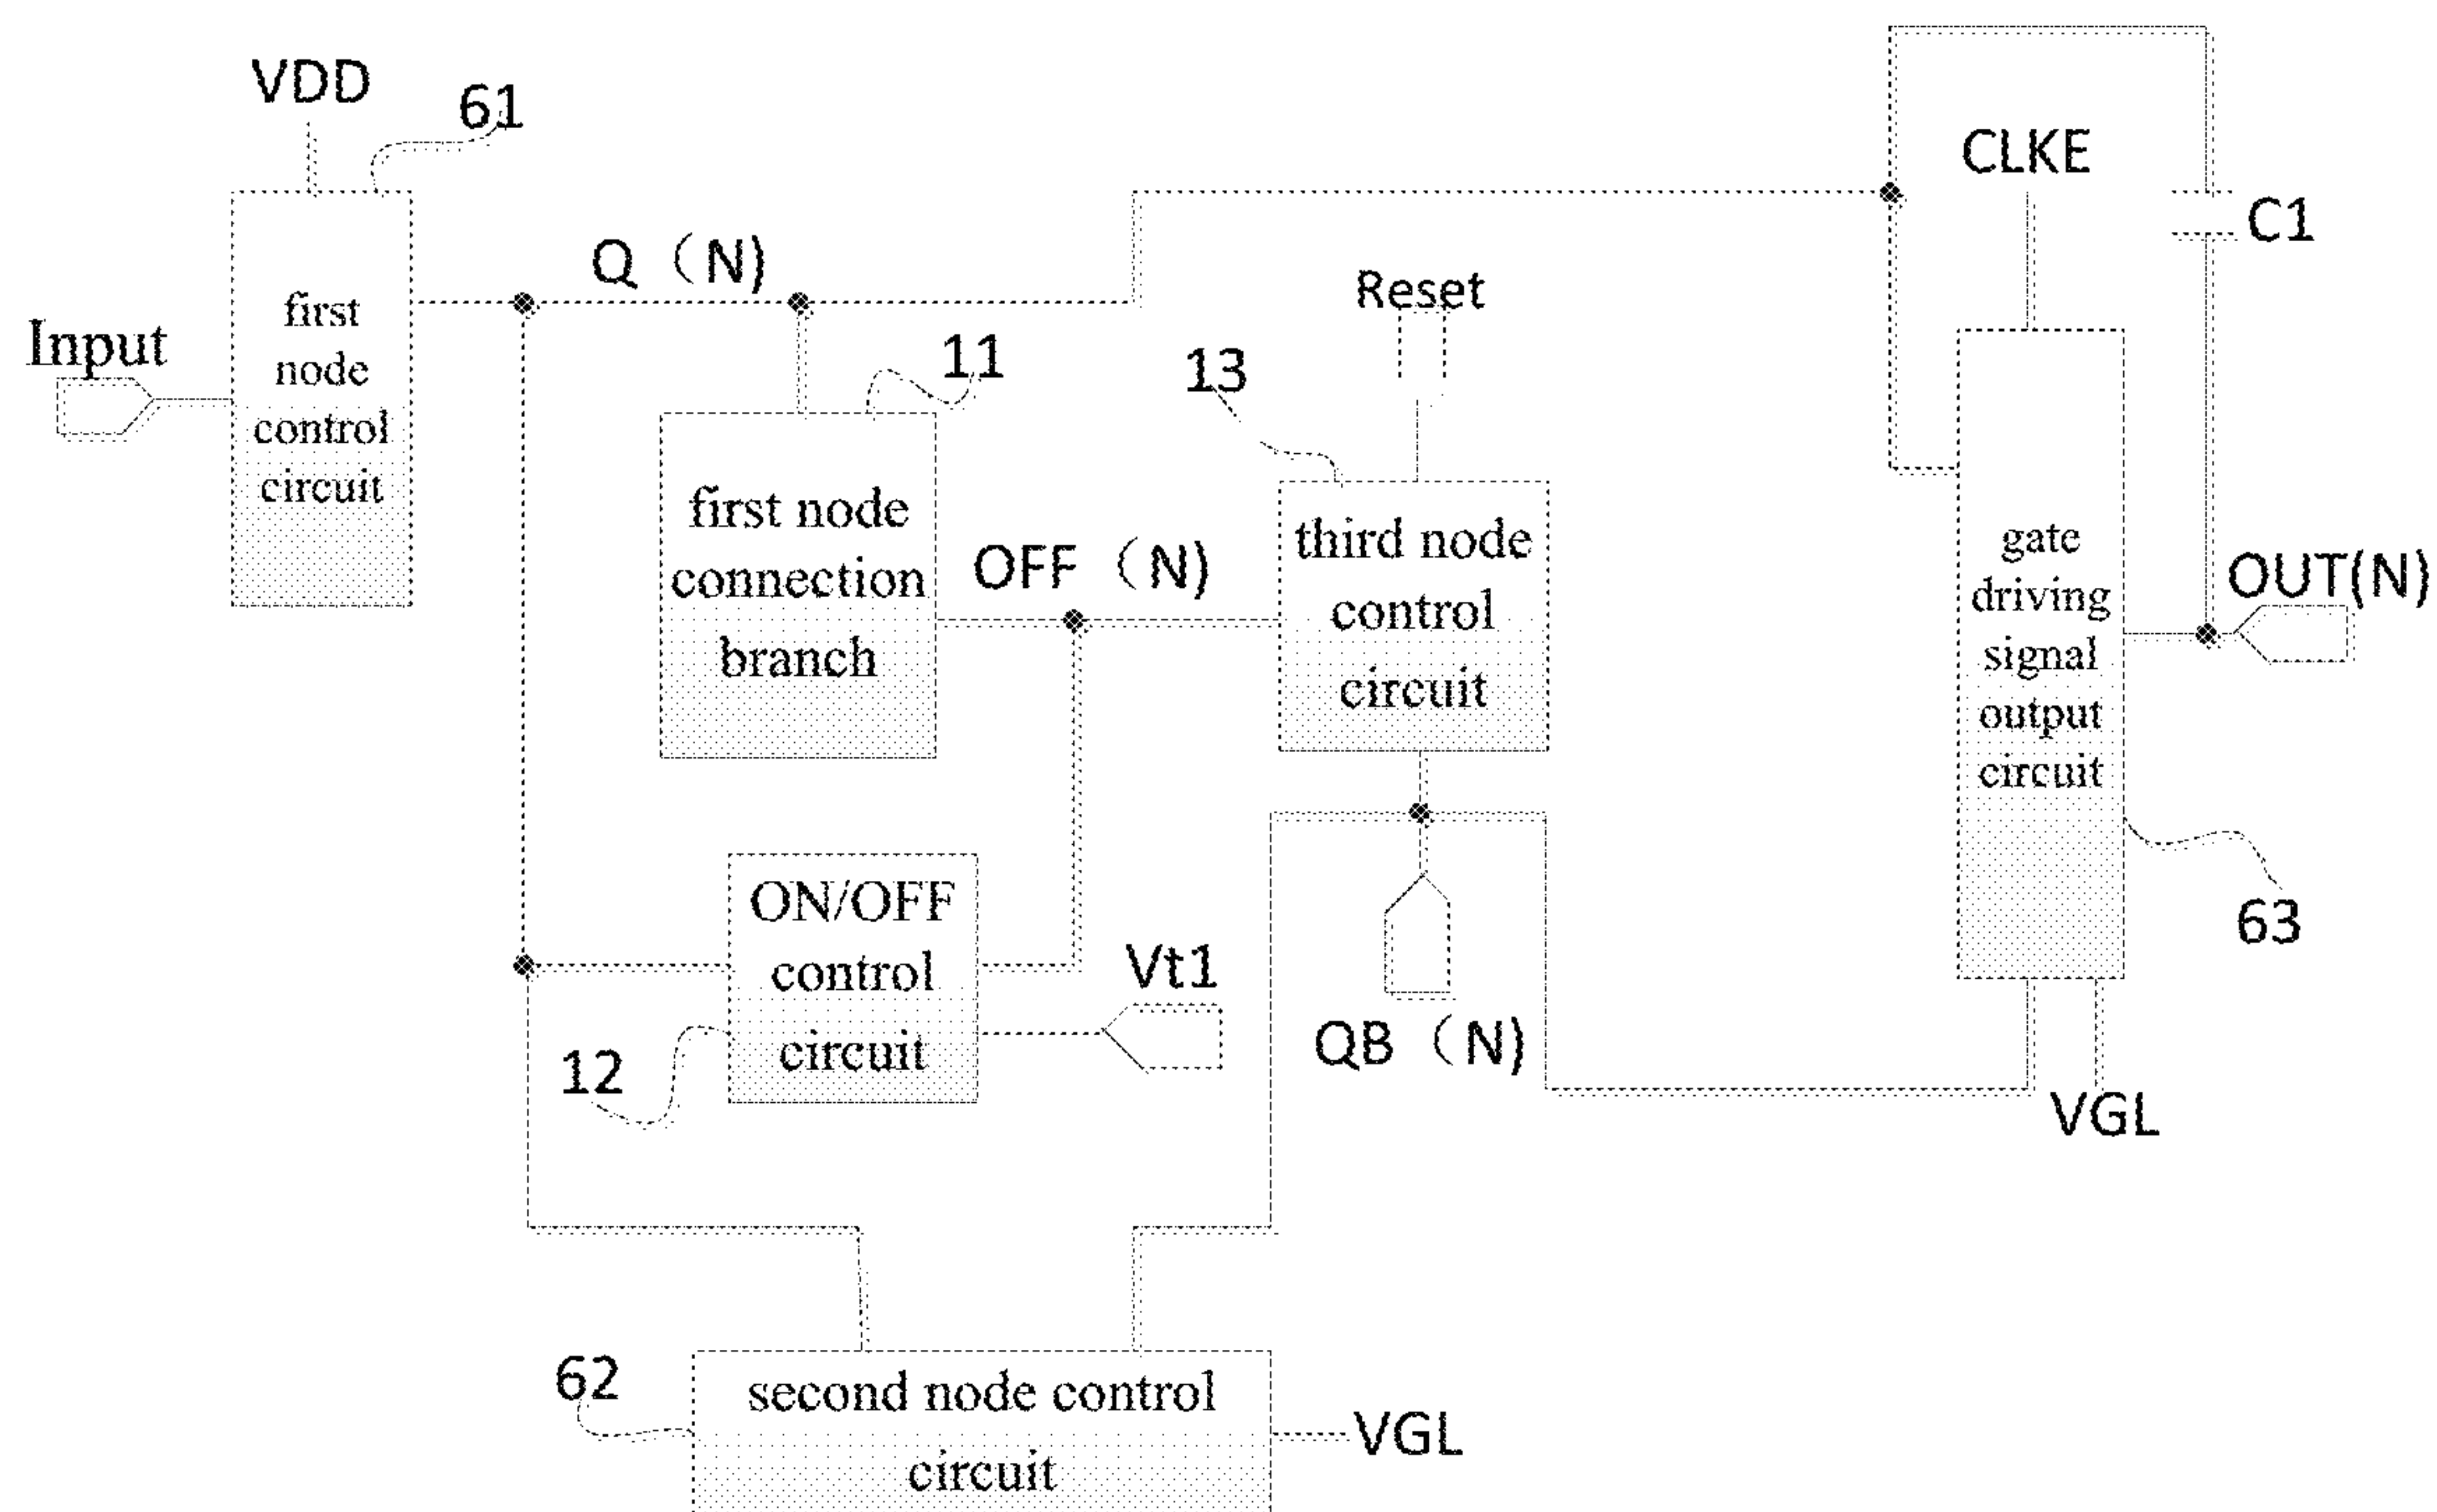 VDD
61
CLKE
C1
Q（N)
Reset
Input
first
node
control
circuit
11
13
first node
connection
branch
OFF（N)
third node
control
circuit
gate
driving
signal
output
circuit
OUT(N)
ON/OFF
control
circuit
Vt1
12
QB（N)
63
VGL
62
second node control
circuit
VGL